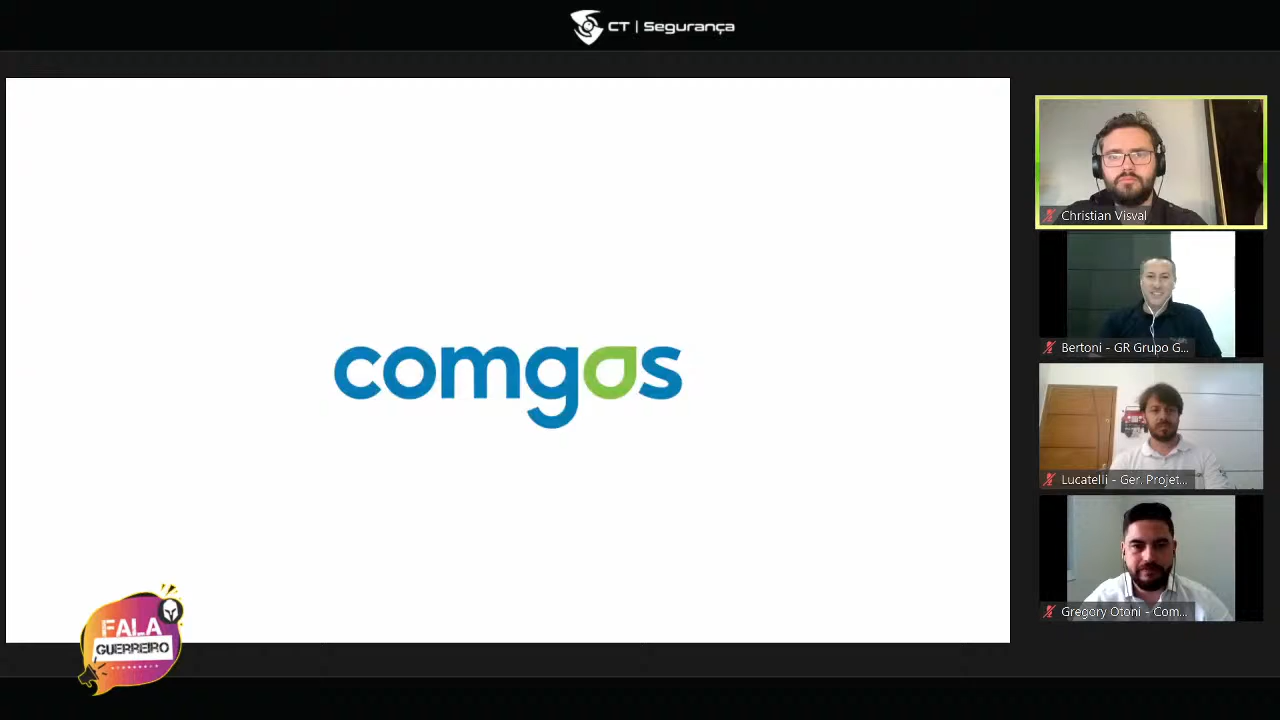 CT | Segurança
comgas
Christian Visval
Bertoni - GR Grupo G...
Lucatelli - Ger. Projet...
Gregory Otoni - Com...
FALA
GUERREIRO